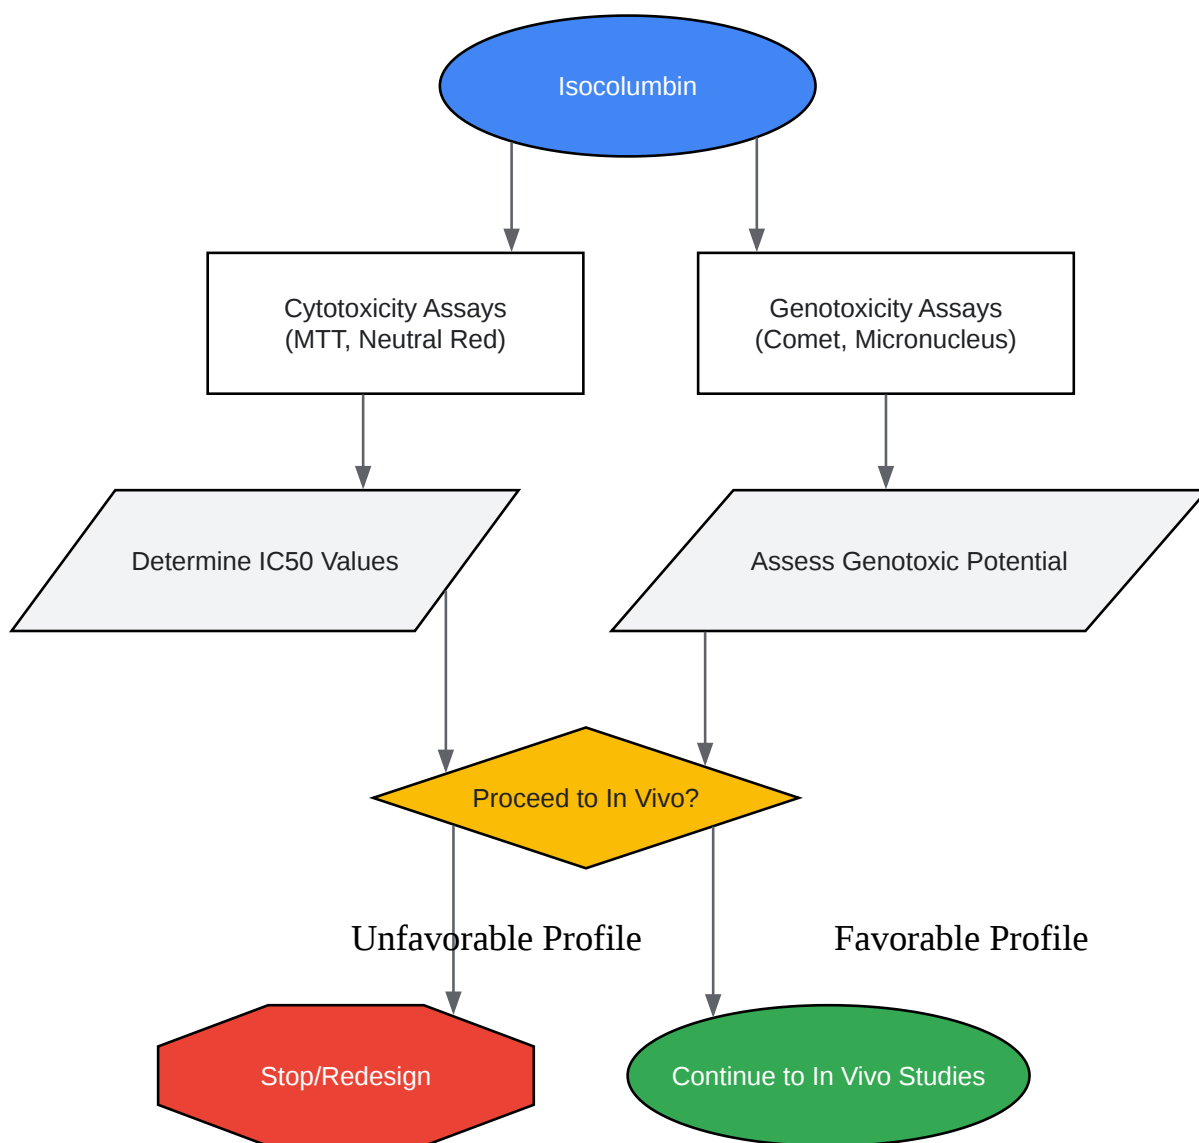 Isocolumbin
Cytotoxicity Assays
(MTT, Neutral Red)
Genotoxicity Assays
(Comet, Micronucleus)
Determine IC50 Values
Assess Genotoxic Potential
Proceed to In Vivo?
Unfavorable Profile
Favorable Profile
Stop/Redesign
Continue to In Vivo Studies